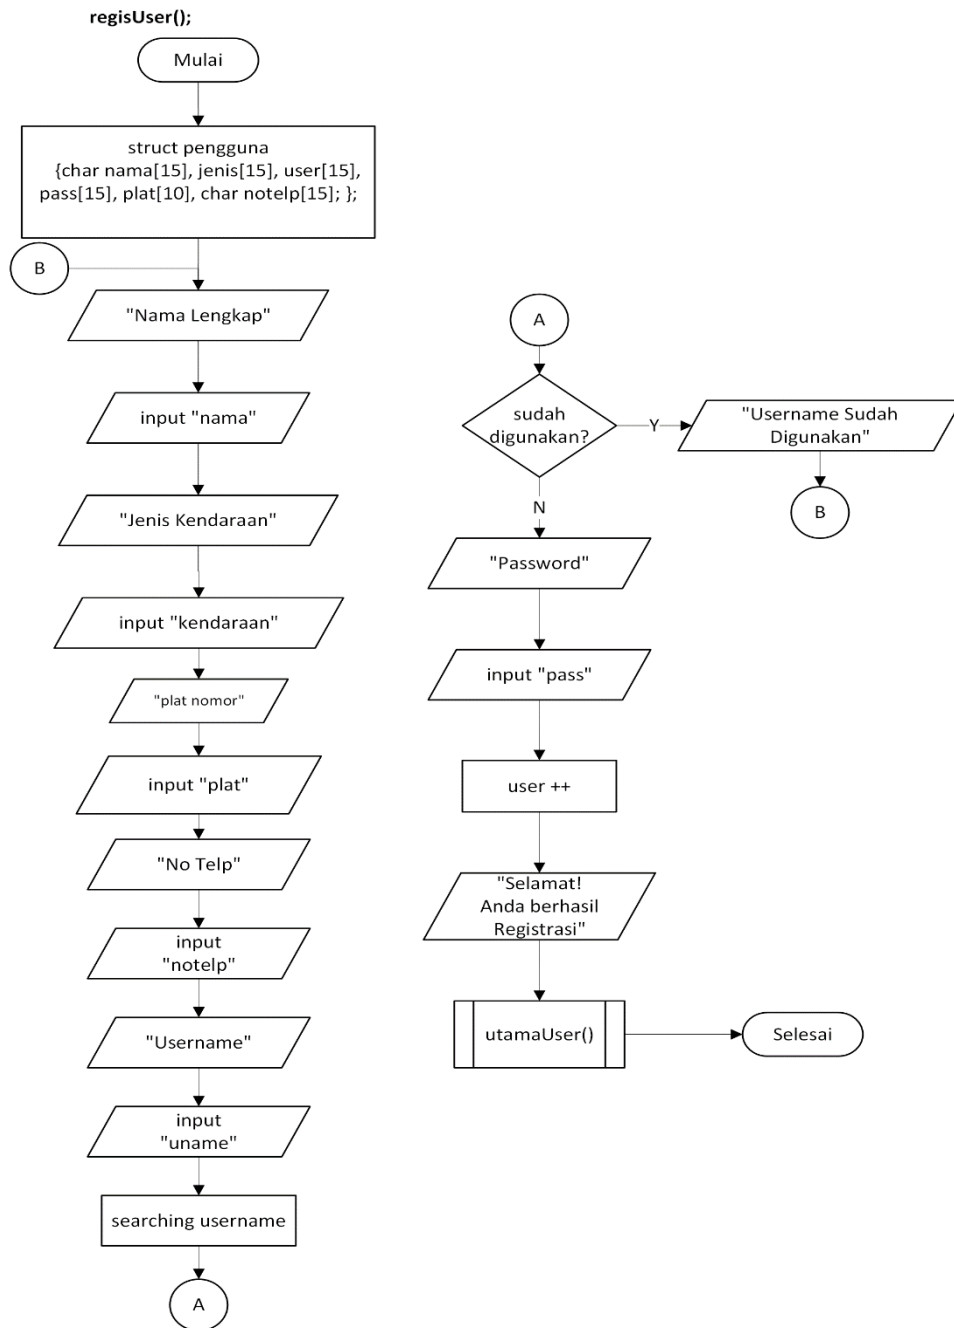 regisUser();
Mulai
struct pengguna
{char nama[15], jenis[15], user[15],
pass[15], plat[10], char notelp[15]; };
B
"Nama Lengkap"
input "nama"
"Jenis Kendaraan"
input "kendaraan"
"plat nomor"
input "plat"
"No Telp"
input
"notelp"
"Username"
input
"uname"
searching username
A
A
sudah
digunakan?
Y
"Username Sudah
Digunakan"
B
N
"Password"
input "pass"
user ++
"Selamat!
Anda berhasil
Registrasi"
utamaUser()
Selesai